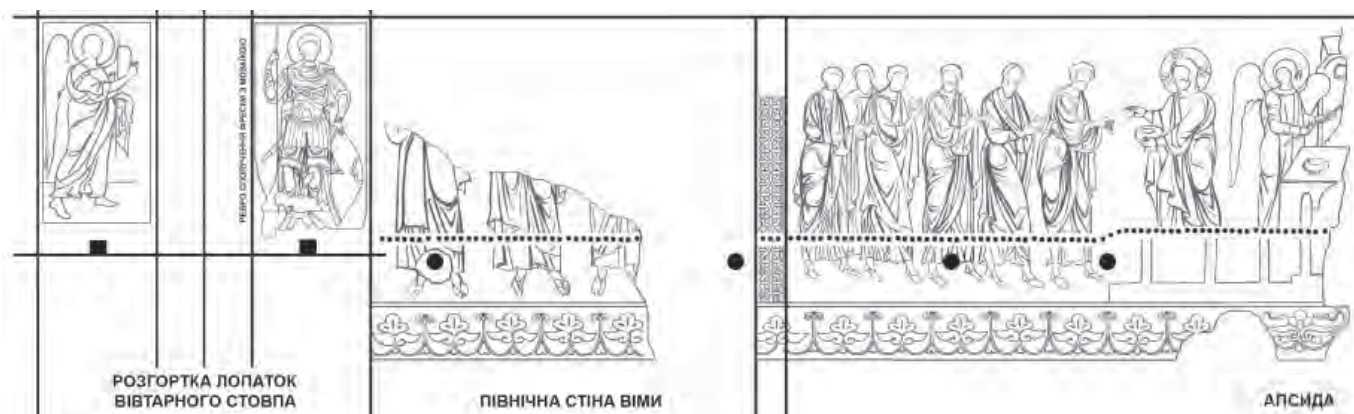 РЕБРО СПОЛУЧЕННЯ ФРЕСКИ З МОЗАЇКОЮ
РОЗГОРТКА ЛОПАТОК
ВІВТАРНОГО СТОВПА
ПІВНІЧНА СТІНА ВІМИ
АПСИДА